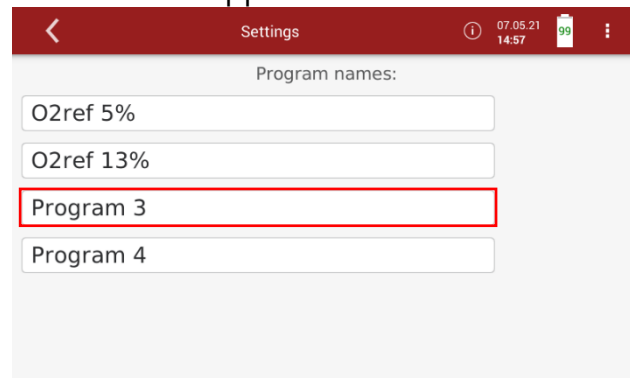 Settings
07.05.21
14:57
99
Program names:
O2ref 5%
O2ref 13%
Program 3
Program 4